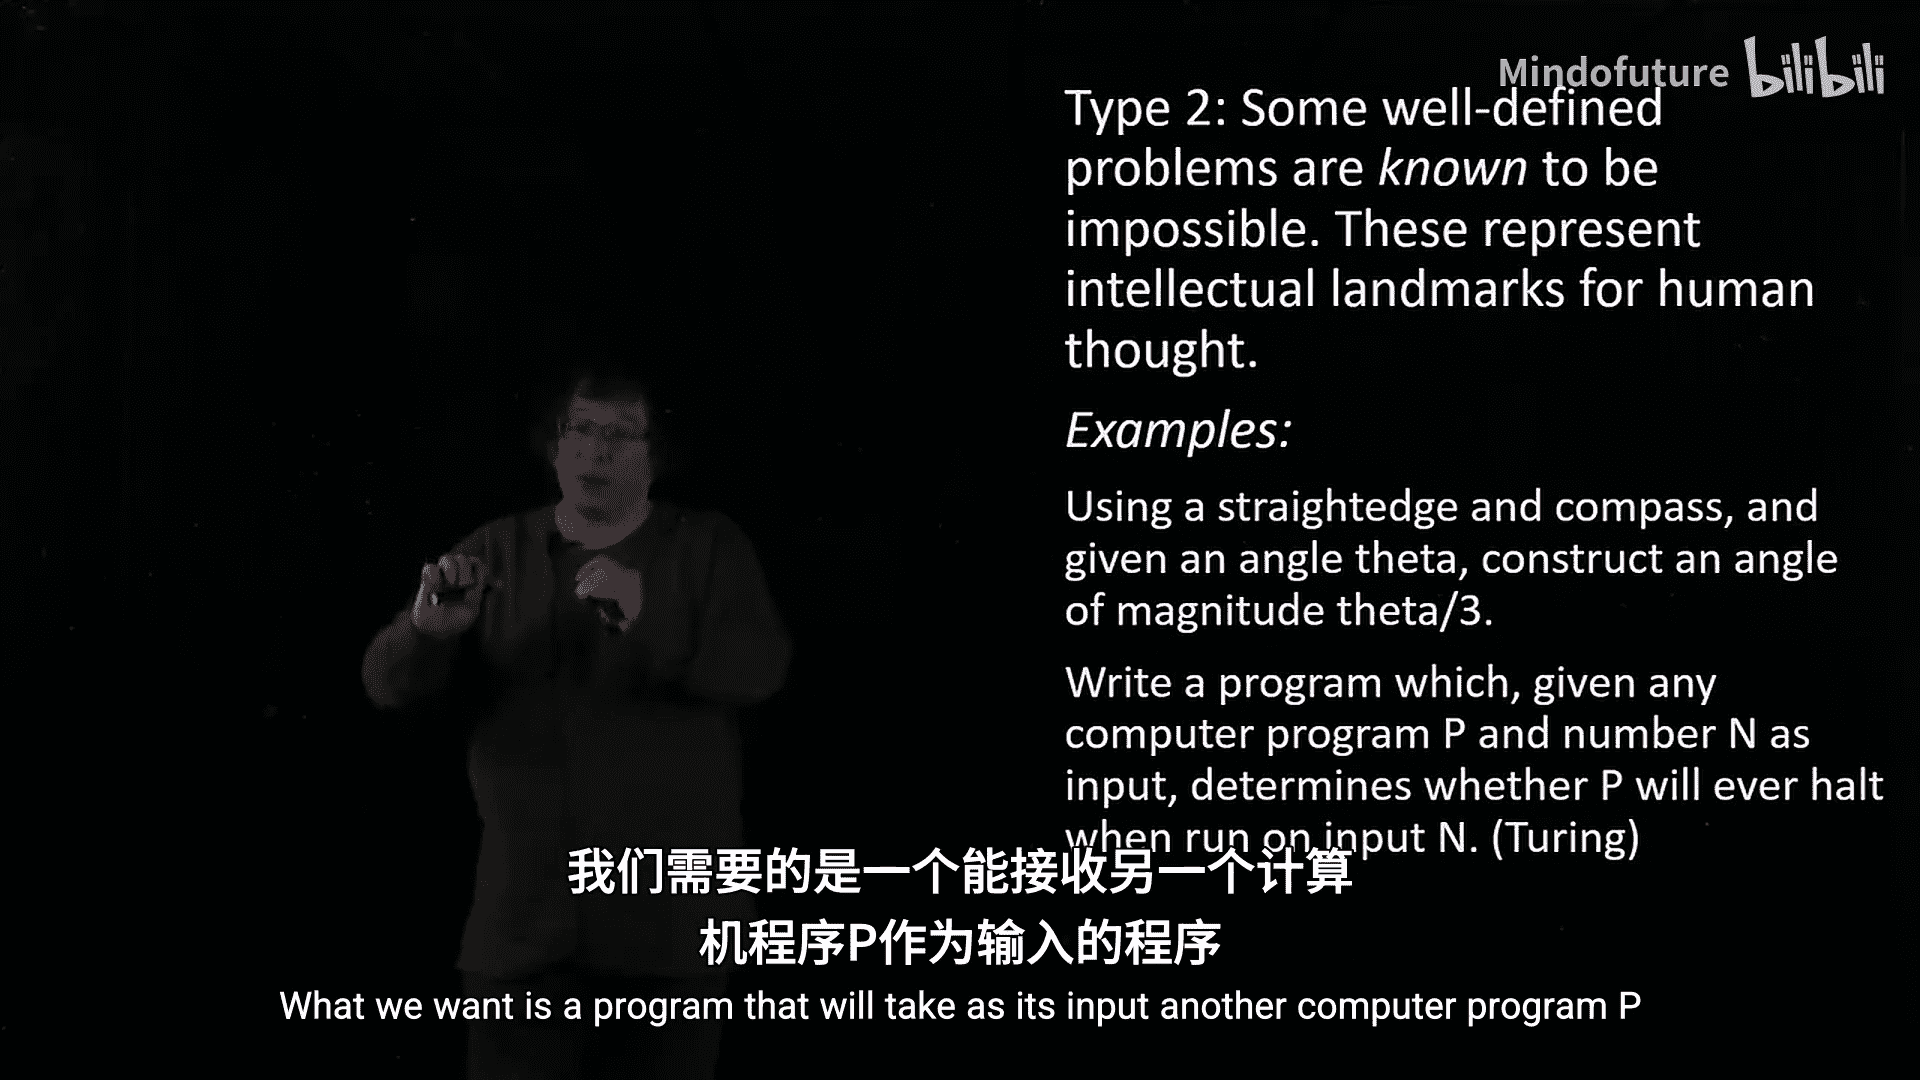 Mindofuture bilibili
Type 2: Some well-defined
problems are known to be
impossible. These represent
intellectual landmarks for human
thought.
Examples:
Using a straightedge and compass, and
given an angle theta, construct an angle
of magnitude theta/3.
Write a program which, given any
computer program P and number N as
input, determines whether P will ever halt
when run on input N. (Turing)
我们需要的是一个能接收另一个计算
机程序P作为输入的程序
What we want is a program that will take as its input another computer program P